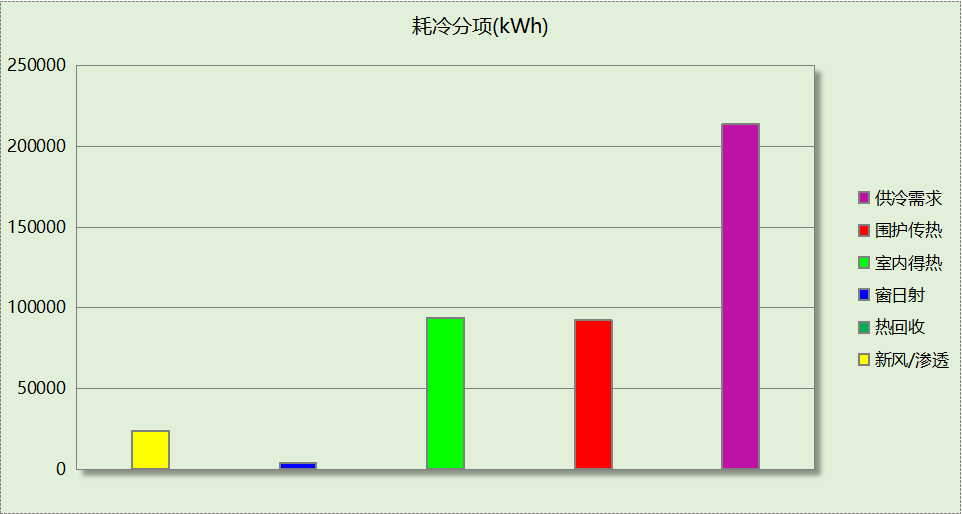 耗冷分项(kWh)
250000
200000
150000
100000
50000
0
供冷需求
围护传热
室内得热
窗日射
热回收
新风/渗透